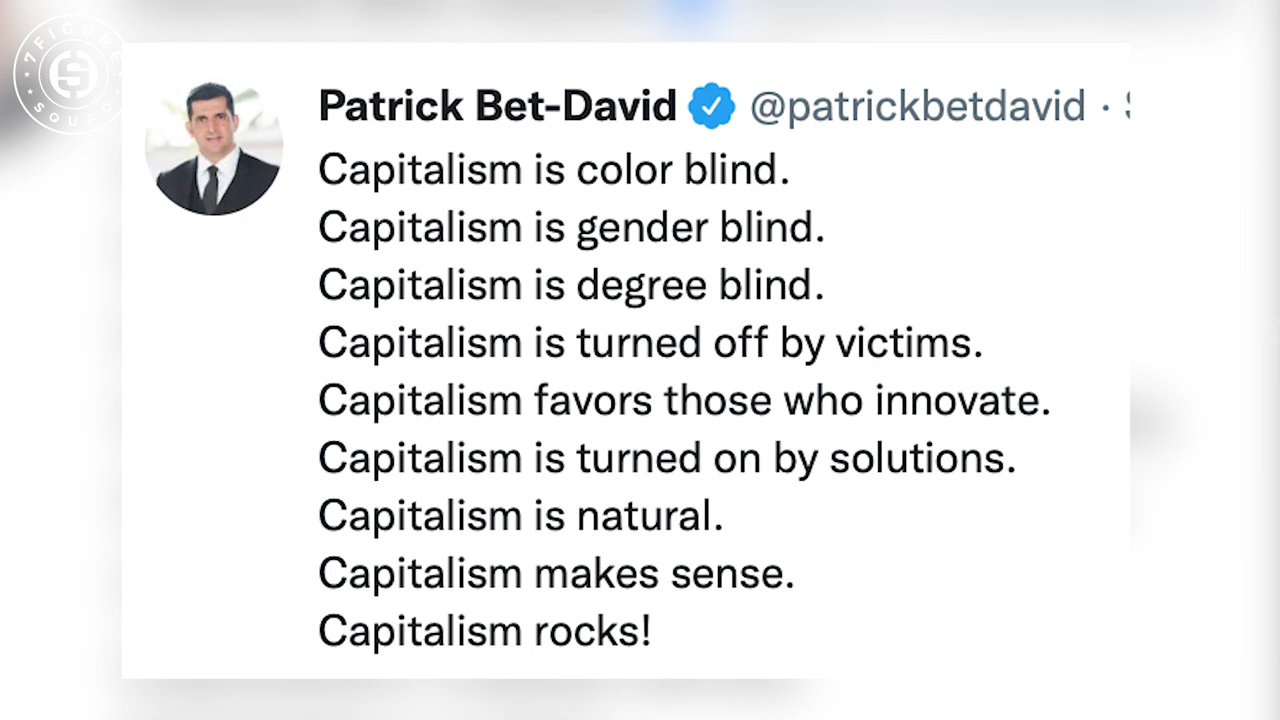 7FIGURE
SQUAD
Patrick Bet-David @patrickbetdavid ·
Capitalism is color blind.
Capitalism is gender blind.
Capitalism is degree blind.
Capitalism is turned off by victims.
Capitalism favors those who innovate.
Capitalism is turned on by solutions.
Capitalism is natural.
Capitalism makes sense.
Capitalism rocks!